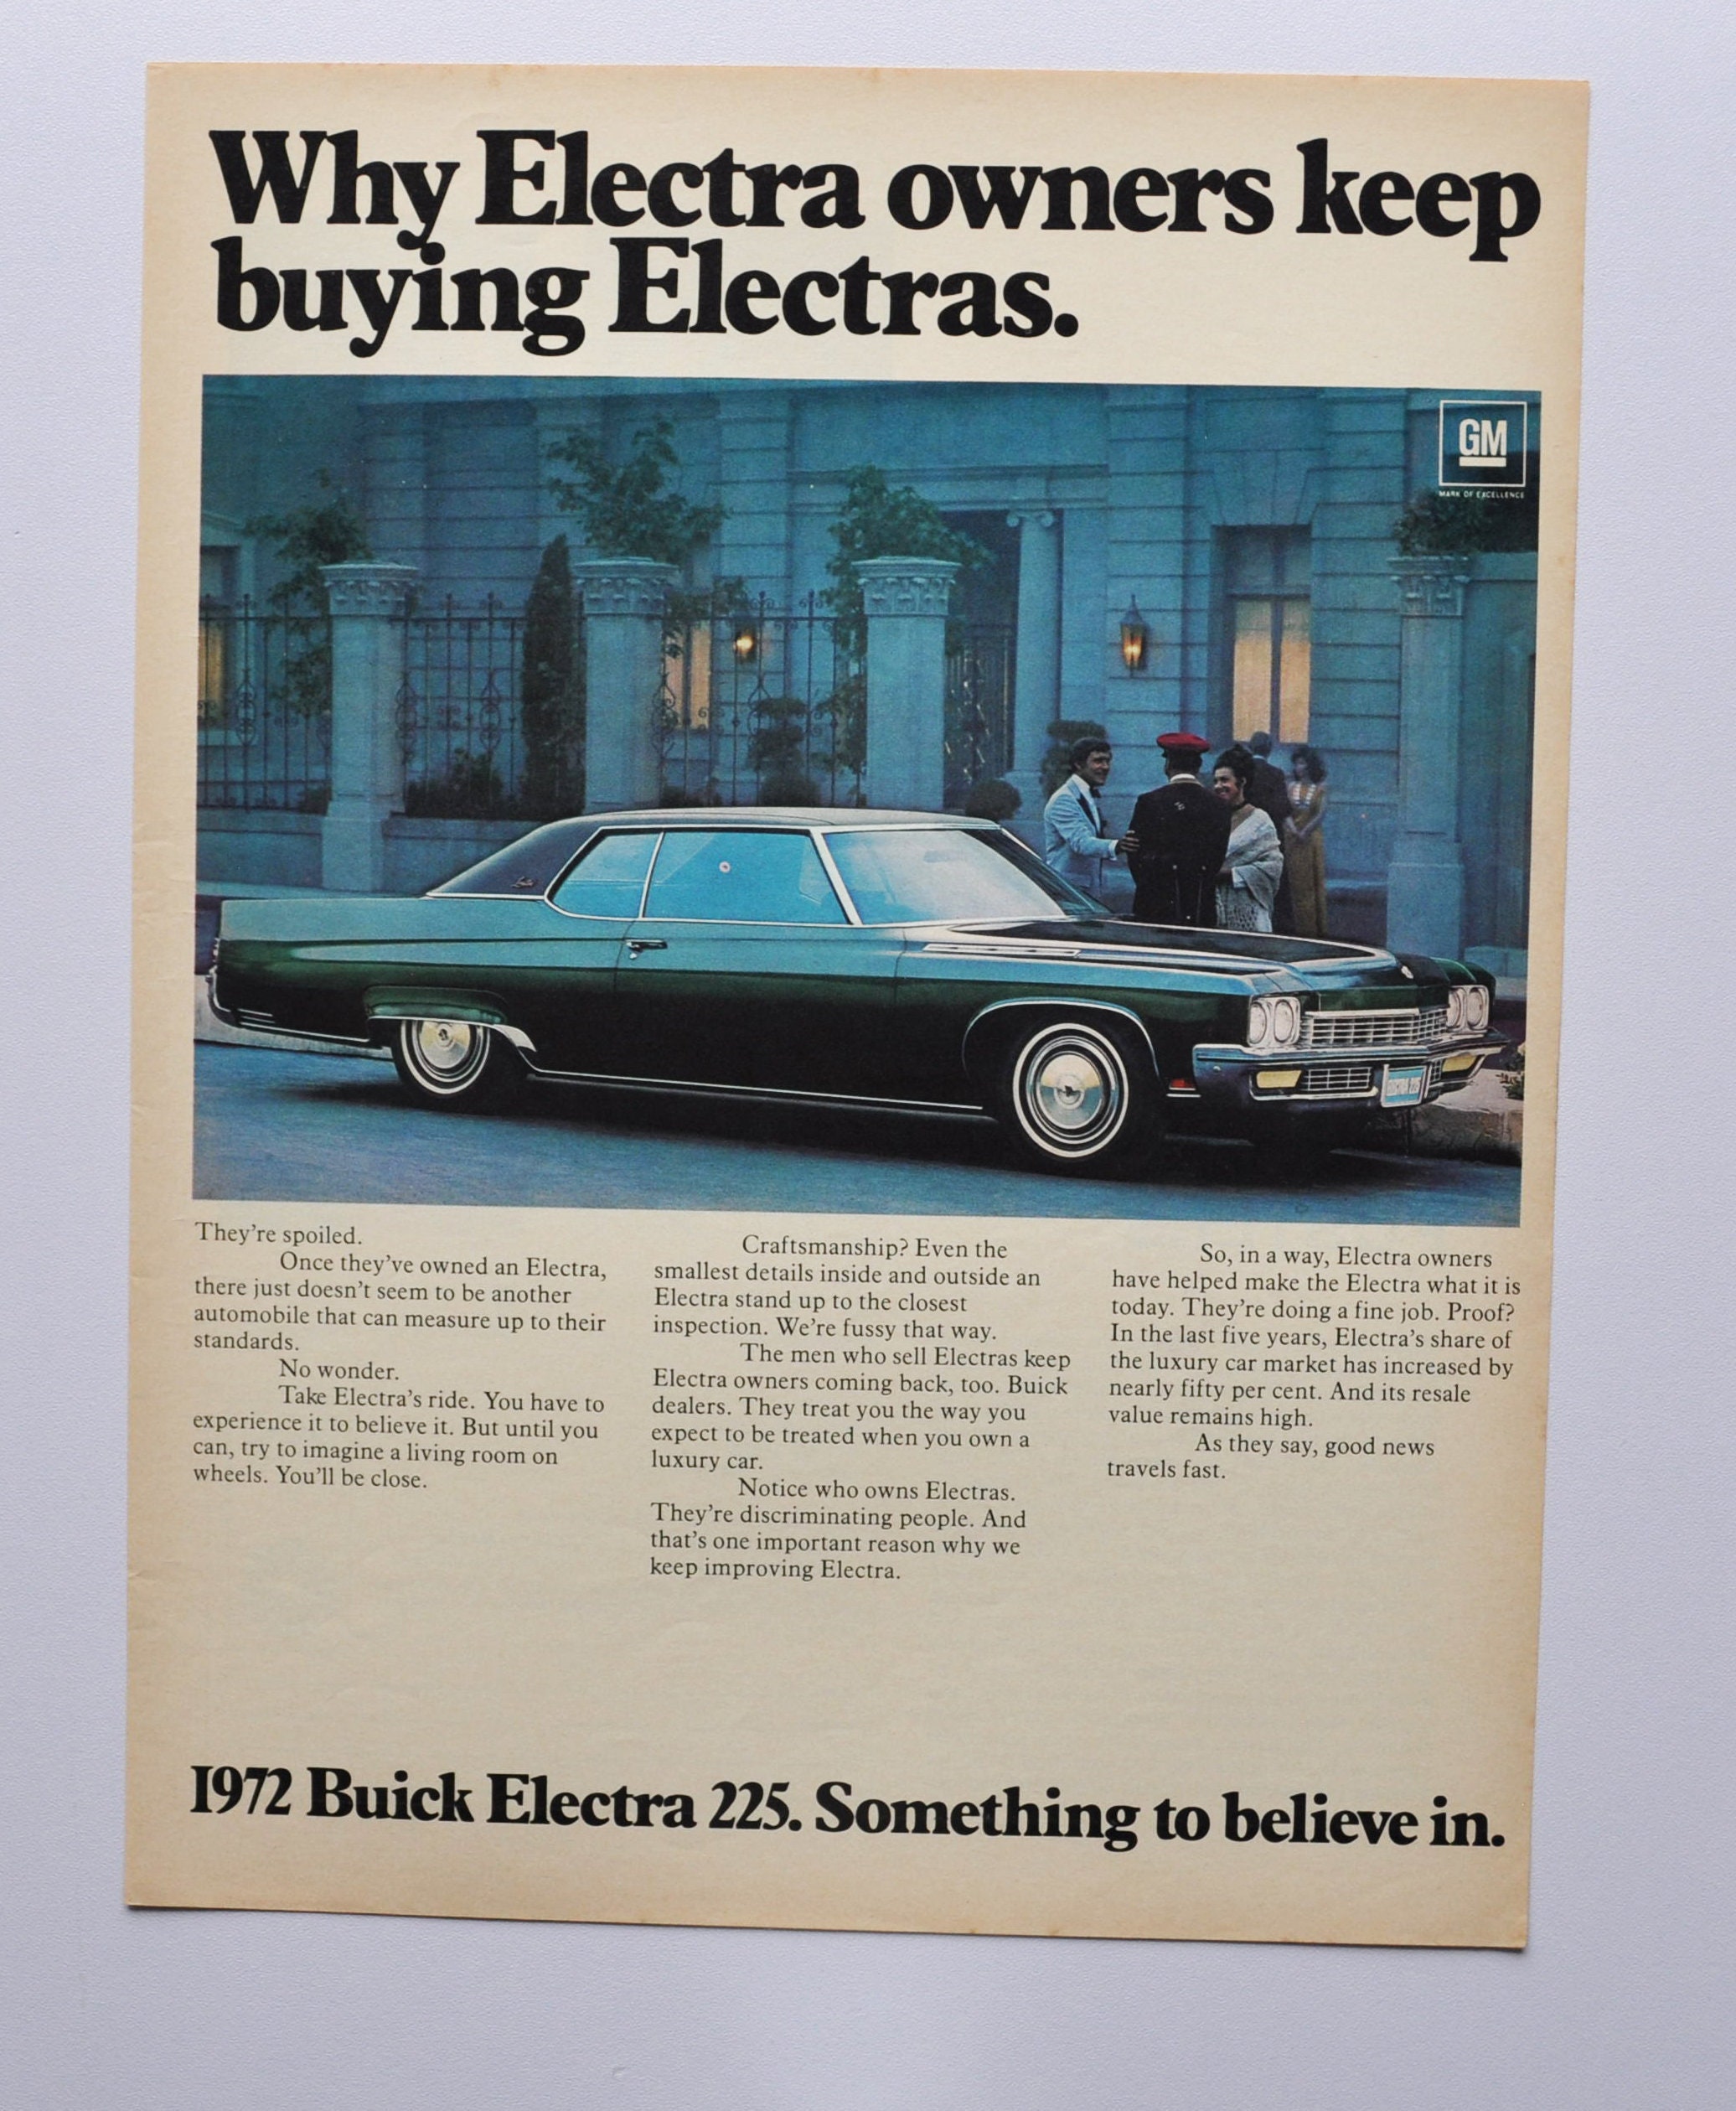 Why Electra owners keep
buying Electras.
GM
MARK OF EXCELLENCE
They're spoiled.
Once they've owned an Electra,
there just doesn't seem to be another
automobile that can measure up to their
standards.
No wonder.
Take Electra's ride. You have to
experience it to believe it. But until you
can, try to imagine a living room on
wheels. You'll be close.
Craftsmanship? Even the
smallest details inside and outside an
Electra stand up to the closest
inspection. We're fussy that way.
The men who sell Electras keep
Electra owners coming back, too. Buick
dealers. They treat you the way you
expect to be treated when you own a
luxury car.
Notice who owns Electras.
They're discriminating people. And
that's one important reason why we
keep improving Electra.
So, in a way, Electra owners
have helped make the Electra what it is
today. They're doing a fine job. Proof?
In the last five years, Electra's share of
the luxury car market has increased by
nearly fifty per cent. And its resale
value remains high.
As they say, good news
travels fast.
1972 Buick Electra 225. Something to believe in.